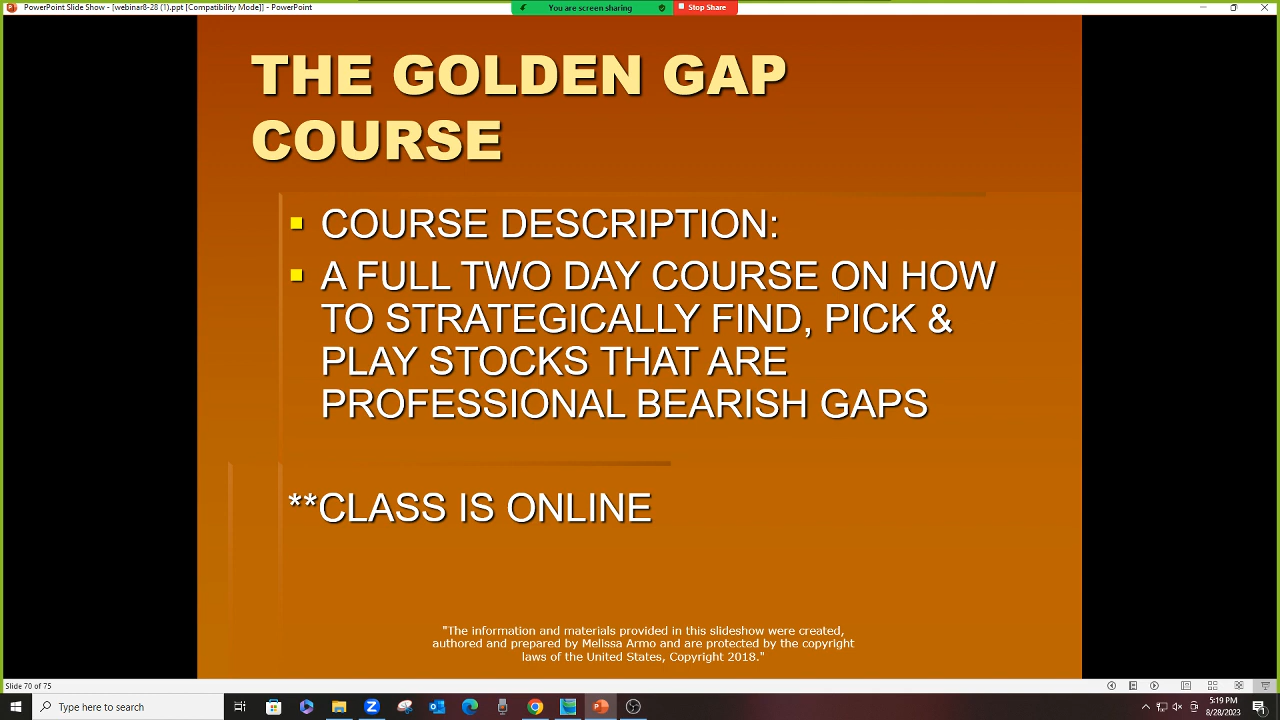 PowerPoint Slide Show - [webinar8-28 (1).ppt [Compatibility Mode]] - PowerPoint
You are screen sharing
Stop Share
THE GOLDEN GAP
COURSE
COURSE DESCRIPTION:
A FULL TWO DAY COURSE ON HOW
TO STRATEGICALLY FIND, PICK &
PLAY STOCKS THAT ARE
PROFESSIONAL BEARISH GAPS
**CLASS IS ONLINE
"The information and materials provided in this slideshow were created,
authored and prepared by Melissa Armo and are protected by the copyright
laws of the United States, Copyright 2018."
Slide 70 of 75
Type here to search
5:19 PM
8/28/2023